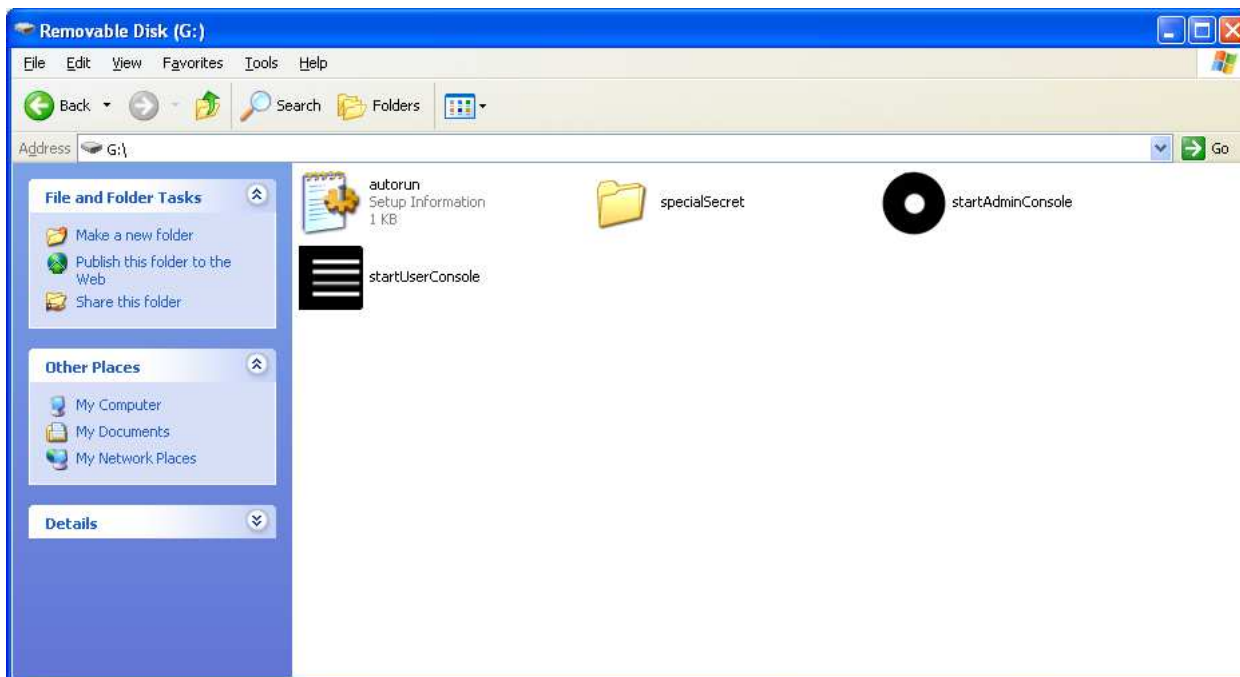 Removable Disk (G:)
File Edit View Favorites Tools Help
Back Search Folders
Address G:\ Go
File and Folder Tasks
Make a new folder
Publish this folder to the
Web
Share this folder
Other Places
My Computer
My Documents
My Network Places
Details
autorun
Setup Information
1 KB
specialSecret
startAdminConsole
startUserConsole